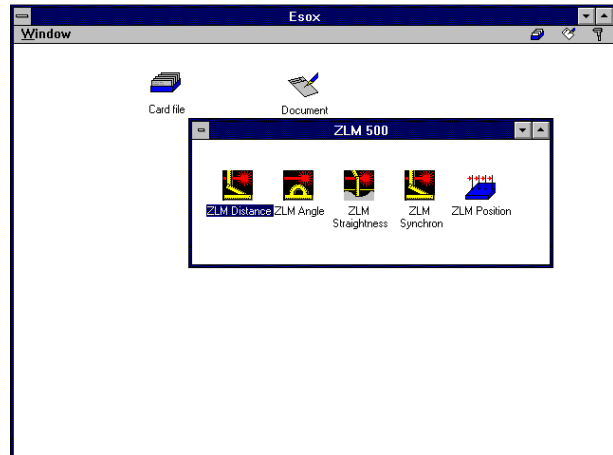 Esox
Window
Card file
Document
ZLM 500
ZLM Distance
ZLM Angle
ZLM
Straightness
ZLM
Synchron
ZLM Position